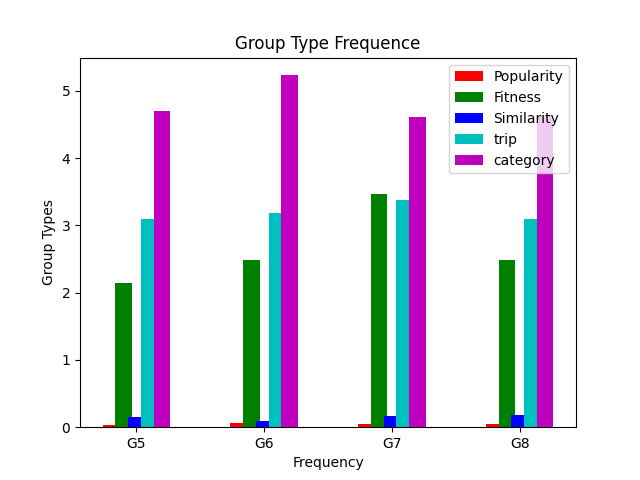 Group Type Frequence
Popularity
Fitness
Similarity
trip
category
Group Types
5
4
3
2
1
0
G5 G6 G7 G8
Frequency